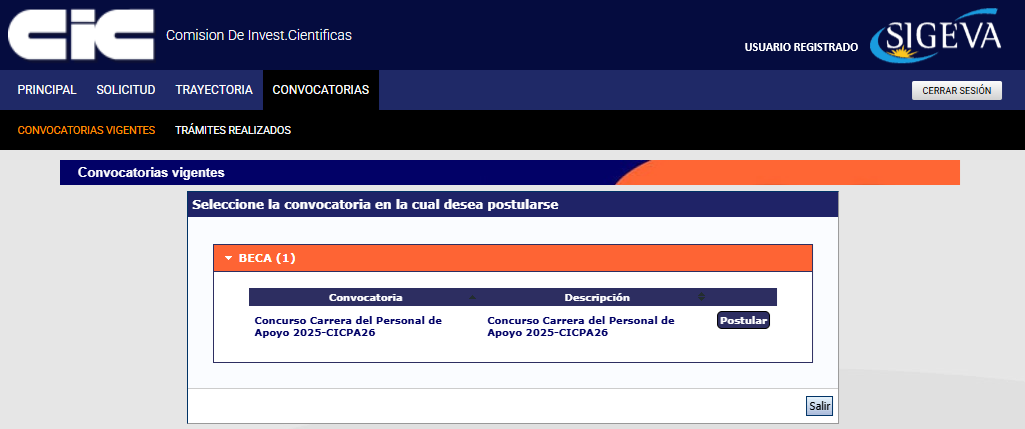 CIC
Comision De Invest.Cientificas
USUARIO REGISTRADO
SIGEVA
PRINCIPAL
SOLICITUD
TRAYECTORIA
CONVOCATORIAS
CERRAR SESIÓN
CONVOCATORIAS VIGENTES
TRÁMITES REALIZADOS
Convocatorias vigentes
Seleccione la convocatoria en la cual desea postularse
BECA (1)
Convocatoria
Descripción
Concurso Carrera del Personal de
Apoyo 2025-CICPA26
Concurso Carrera del Personal de
Apoyo 2025-CICPA26
Postular
Salir